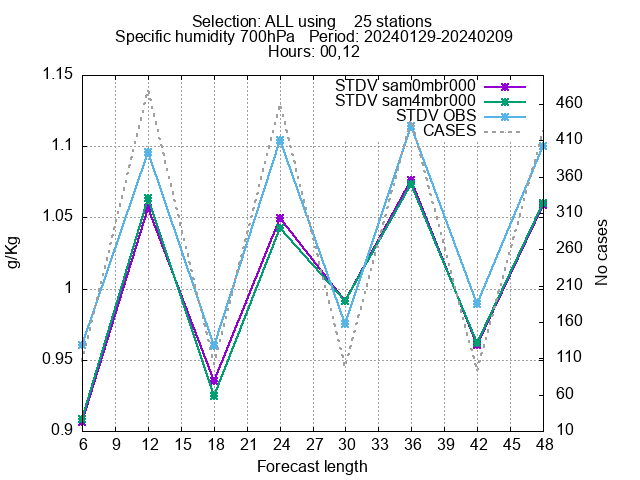 Selection: ALL using    25 stations
Specific humidity 700hPa   Period: 20240129-20240209
Hours: 00,12
STDV sam0mbr000
STDV sam4mbr000
STDV OBS
CASES
1.15
1.1
1.05
1
0.95
0.9
g/Kg
460
410
360
310
260
210
160
110
60
10
No cases
6 9 12 15 18 21 24 27 30 33 36 39 42 45 48
Forecast length